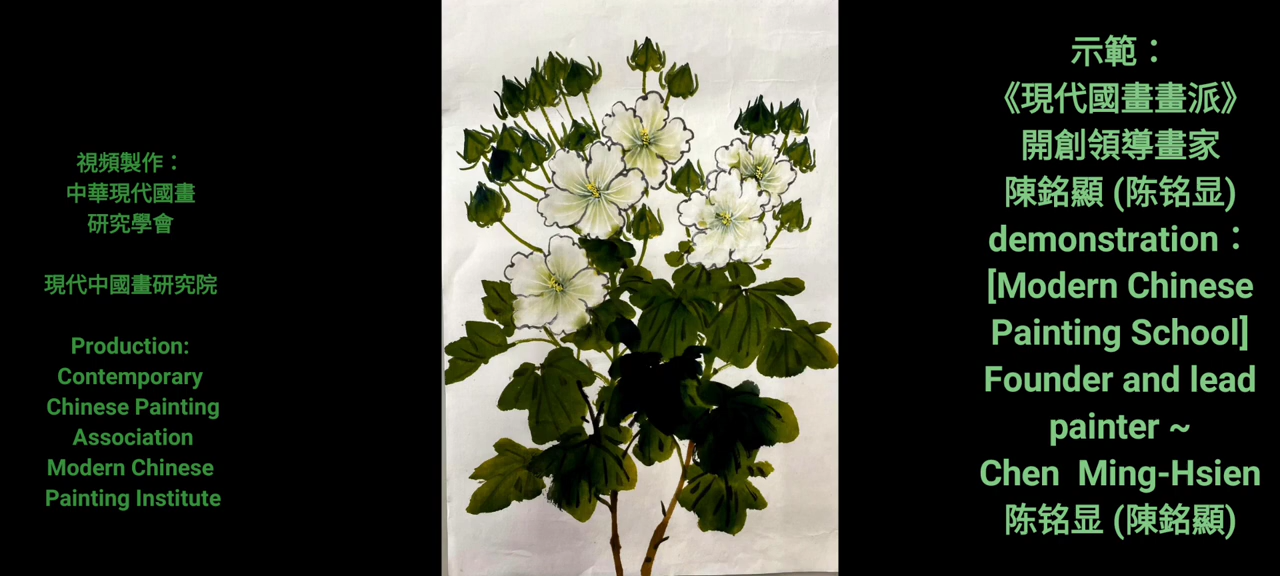 視頻製作：
中華現代國畫
研究學會
現代中國畫研究院
Production:
Contemporary
Chinese Painting
Association
Modern Chinese
Painting Institute
示範：
《現代國畫畫派》
開創領導畫家
陳銘顯 (陈铭显)
demonstration：
[Modern Chinese
Painting School]
Founder and lead
painter ~
Chen  Ming-Hsien
陈铭显 (陳銘顯)